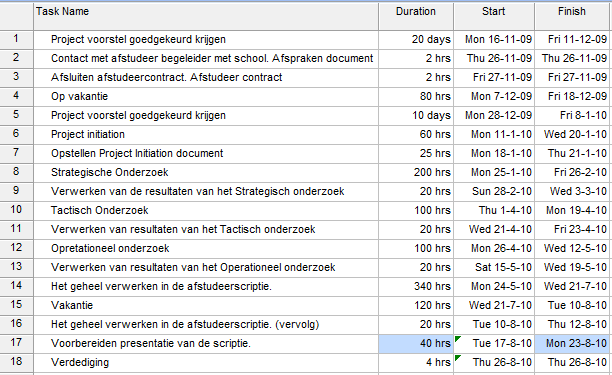 Task Name Duration Start Finish
1 Project voorstel goedgekeurd krijgen 20 days Mon 16-11-09 Fri 11-12-09
2 Contact met afstudeer begeleider met school. Afspraken document 2 hrs Thu 26-11-09 Thu 26-11-09
3 Afsluiten afstudeercontract. Afstudeer contract 2 hrs Fri 27-11-09 Fri 27-11-09
4 Op vakantie 80 hrs Mon 7-12-09 Fri 18-12-09
5 Project voorstel goedgekeurd krijgen 10 days Mon 28-12-09 Fri 8-1-10
6 Project initiation 60 hrs Mon 11-1-10 Wed 20-1-10
7 Opstellen Project Initiation document 25 hrs Mon 18-1-10 Thu 21-1-10
8 Strategische Onderzoek 200 hrs Mon 25-1-10 Fri 26-2-10
9 Verwerken van de resultaten van het Strategisch onderzoek 20 hrs Sun 28-2-10 Wed 3-3-10
10 Tactisch Onderzoek 100 hrs Thu 1-4-10 Mon 19-4-10
11 Verwerken van resultaten van het Tactisch onderzoek 20 hrs Wed 21-4-10 Fri 23-4-10
12 Opretationeel onderzoek 100 hrs Mon 26-4-10 Wed 12-5-10
13 Verwerken van resultaten van het Operationeel onderzoek 20 hrs Sat 15-5-10 Wed 19-5-10
14 Het geheel verwerken in de afstudeerscriptie. 340 hrs Mon 24-5-10 Wed 21-7-10
15 Vakantie 120 hrs Wed 21-7-10 Tue 10-8-10
16 Het geheel verwerken in de afstudeerscriptie. (vervolg) 20 hrs Tue 10-8-10 Thu 12-8-10
17 Voorbereiden presentatie van de scriptie. 40 hrs Tue 17-8-10 Mon 23-8-10
18 Verdediging 4 hrs Thu 26-8-10 Thu 26-8-10